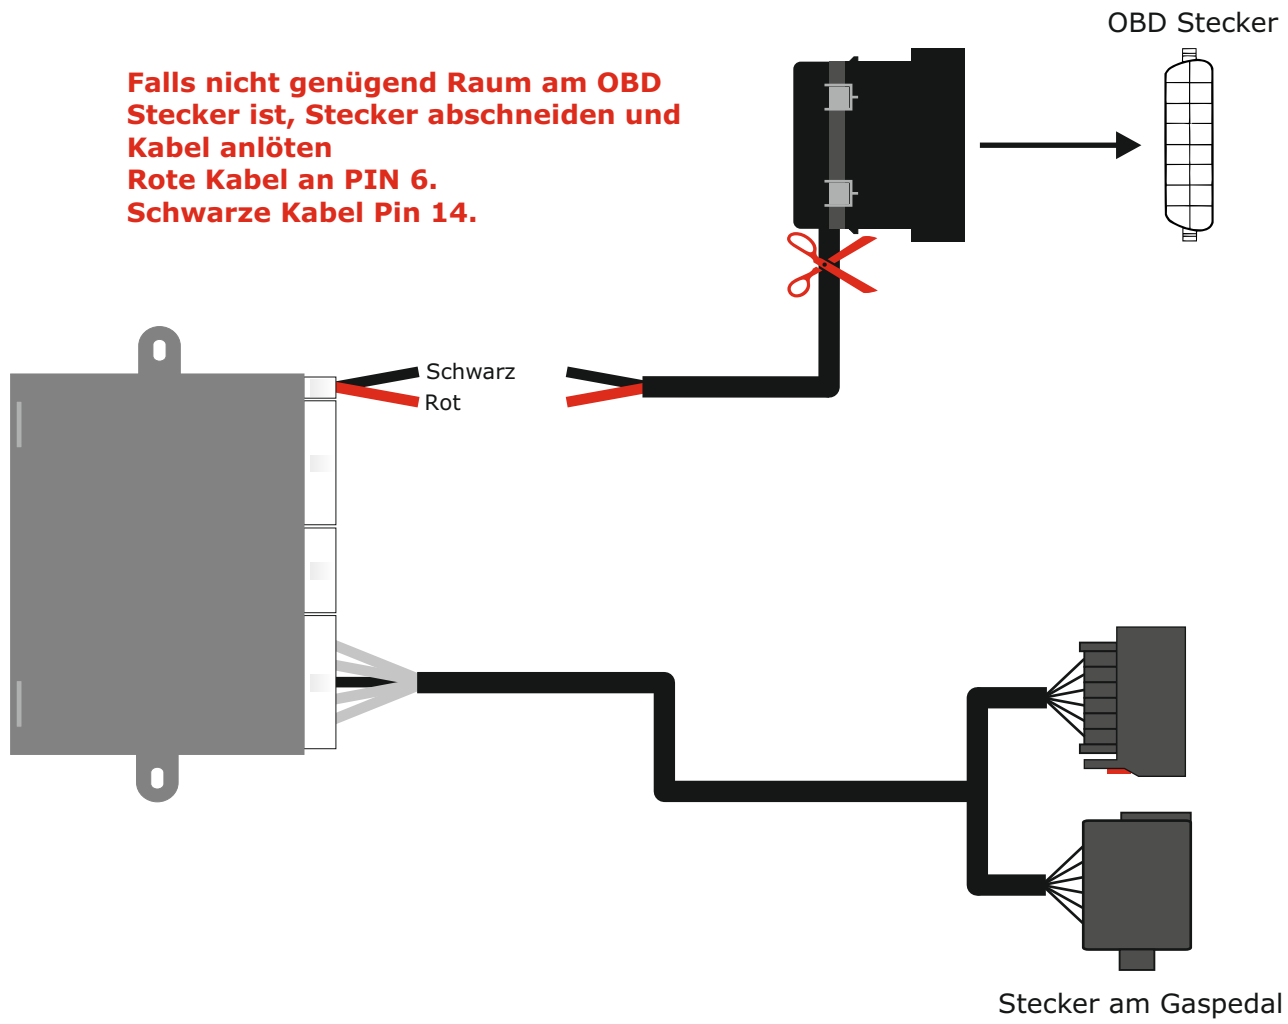 OBD Stecker
Falls nicht genügend Raum am OBD
Stecker ist, Stecker abschneiden und
Kabel anlöten
Rote Kabel an PIN 6.
Schwarze Kabel Pin 14.
Schwarz
Rot
Stecker am Gaspedal